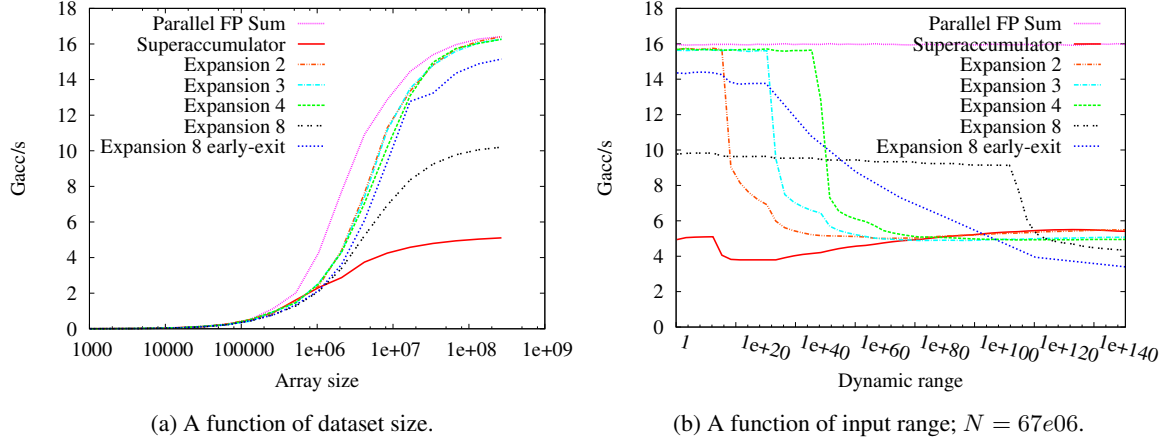 Gacc/s
18
16
14
12
10
8
6
4
2
0
Parallel FP Sum
Superaccumulator
Expansion 2
Expansion 3
Expansion 4
Expansion 8
Expansion 8 early-exit
1000
10000
100000
1e+06
1e+07
1e+08
1e+09
Array size
(a) A function of dataset size.
Gacc/s
18
16
14
12
10
8
6
4
2
0
Parallel FP Sum
Superaccumulator
Expansion 2
Expansion 3
Expansion 4
Expansion 8
Expansion 8 early-exit
1
1e+20
1e+40
1e+60
1e+80
1e+100
1e+120
1e+140
Dynamic range
(b) A function of input range; N = 67e06.